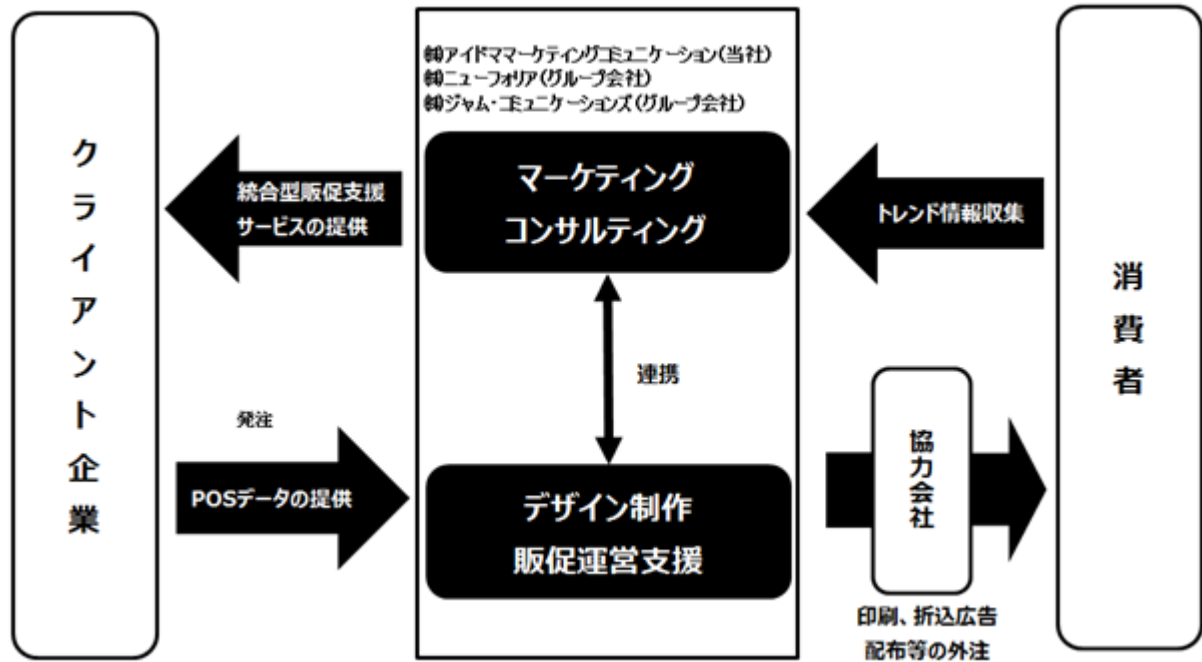 クライアント企業
㈱アイドママーケティングコミュニケーション(当社)
㈱ニューフォリア(グループ会社)
㈱ジャム・コミュニケーションズ(グループ会社)
マーケティング
コンサルティング
統合型販促支援
サービスの提供
トレンド情報収集
連携
発注
POSデータの提供
デザイン制作
販促運営支援
協力会社
印刷、折込広告
配布等の外注
消費者